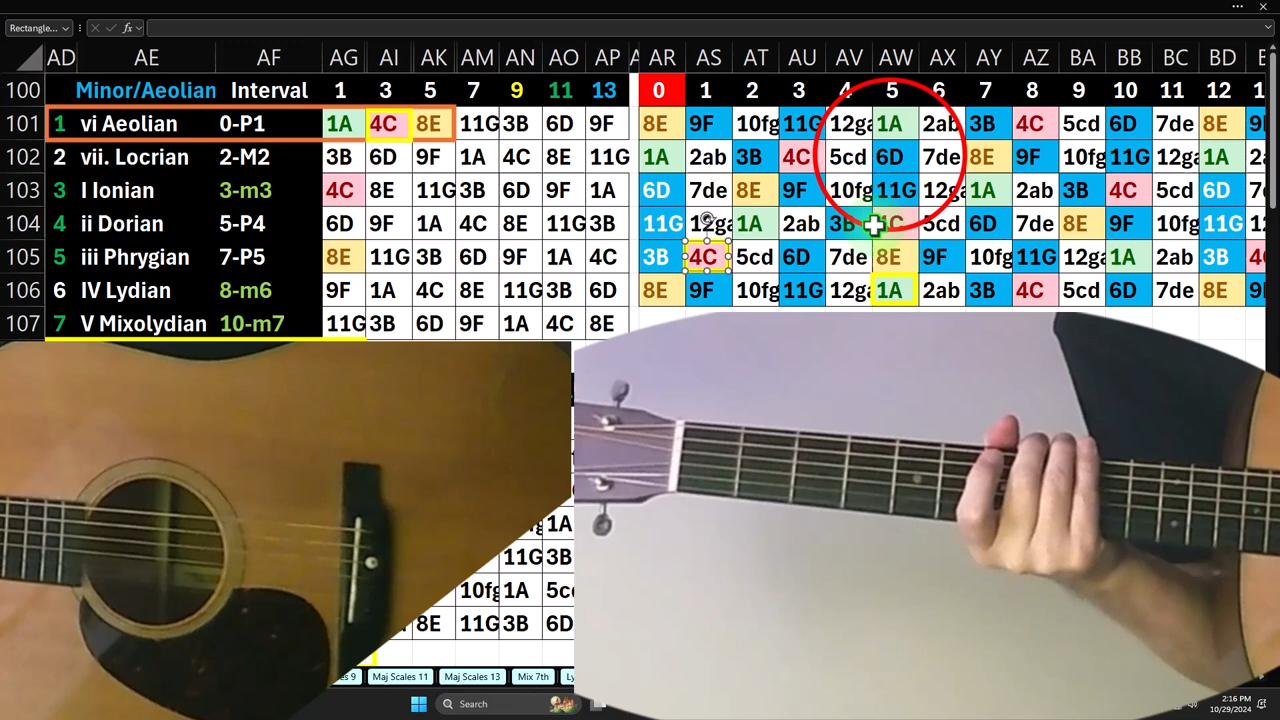 Rectangle... fx
AD AE AF AG AI AK AM AN AO AP AR AS AT AU AV AW AX AY AZ BA BB BC BD
100 Minor/Aeolian Interval 1 3 5 7 9 11 13 0 1 2 3 4 5 6 7 8 9 10 11 12
101 1 vi Aeolian 0-P1 1A 4C 8E 11G 3B 6D 9F 8E 9F 10fg 11G 12ga 1A 2ab 3B 4C 5cd 6D 7de 8E
102 2 vii. Locrian 2-M2 3B 6D 9F 1A 4C 8E 11G 1A 2ab 3B 4C 5cd 6D 7de 8E 9F 10fg 11G 12ga 1A
103 3 I Ionian 3-m3 4C 8E 11G 3B 6D 9F 1A 6D 7de 8E 9F 10fg 11G 12ga 1A 2ab 3B 4C 5cd 6D
104 4 ii Dorian 5-P4 6D 9F 1A 4C 8E 11G 3B 11G 12ga 1A 2ab 3B 4C 5cd 6D 7de 8E 9F 10fg 11G
105 5 iii Phrygian 7-P5 8E 11G 3B 6D 9F 1A 4C 3B 4C 5cd 6D 7de 8E 9F 10fg 11G 12ga 1A 2ab 3B
106 6 IV Lydian 8-m6 9F 1A 4C 8E 11G 3B 6D 8E 9F 10fg 11G 12ga 1A 2ab 3B 4C 5cd 6D 7de 8E
107 7 V Mixolydian 10-m7 11G 3B 6D 9F 1A 4C 8E
1A
11G 3B
10fg 1A 5cd
8E 11G 3B 6D
Maj Scales 11 Maj Scales 13 Mix 7th
Search
2:16 PM
10/29/2024